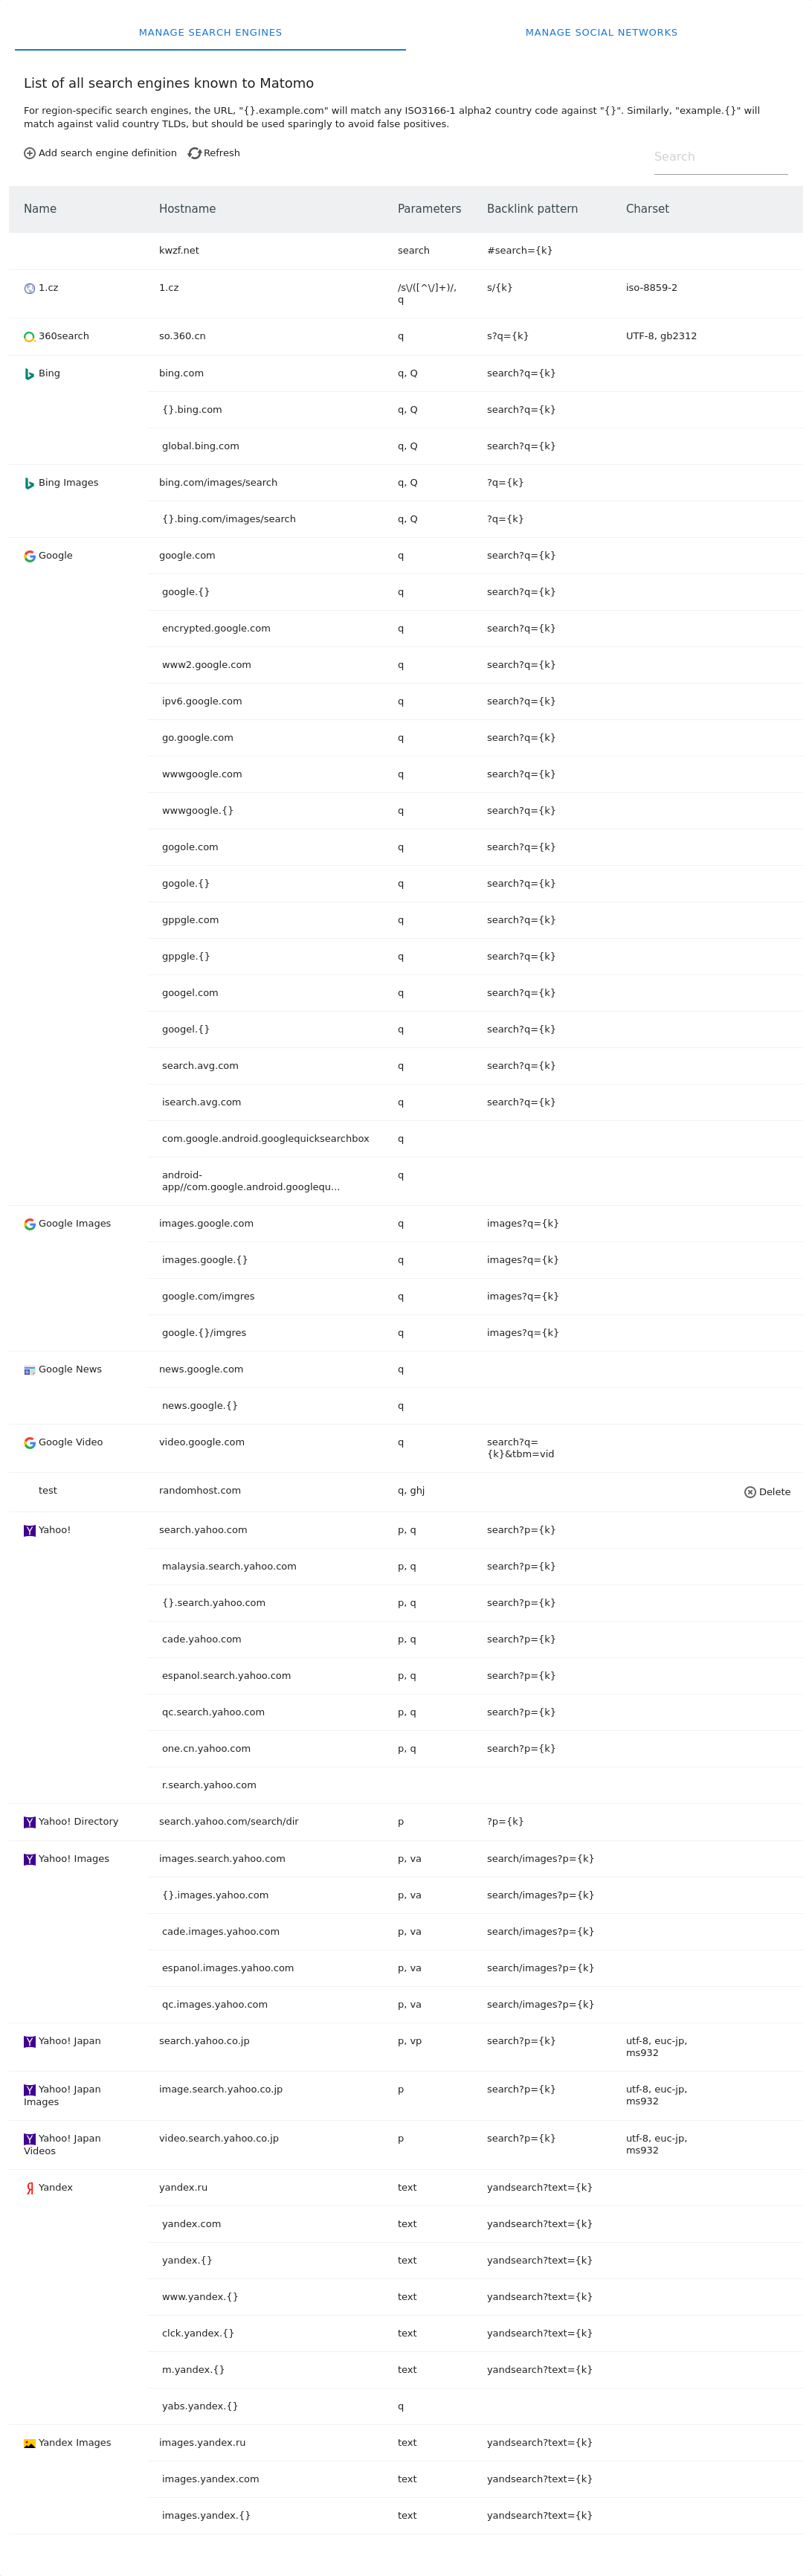 MANAGE SEARCH ENGINES MANAGE SOCIAL NETWORKS
List of all search engines known to Matomo
For region-specific search engines, the URL, "{}.example.com" will match any ISO3166-1 alpha2 country code against "{}". Similarly, "example.{}" will
match against valid country TLDs, but should be used sparingly to avoid false positives.
Add search engine definition Refresh Search
Name Hostname Parameters Backlink pattern Charset
kwzf.net search #search={k}
1.cz 1.cz /s\/([^\/]+)/, s/{k} iso-8859-2
q
360search so.360.cn q s?q={k} UTF-8, gb2312
Bing bing.com q, Q search?q={k}
{}.bing.com q, Q search?q={k}
global.bing.com q, Q search?q={k}
Bing Images bing.com/images/search q, Q ?q={k}
{}.bing.com/images/search q, Q ?q={k}
Google google.com q search?q={k}
google.{} q search?q={k}
encrypted.google.com q search?q={k}
www2.google.com q search?q={k}
ipv6.google.com q search?q={k}
go.google.com q search?q={k}
wwwgoogle.com q search?q={k}
wwwgoogle.{} q search?q={k}
gogole.com q search?q={k}
gogole.{} q search?q={k}
gppgle.com q search?q={k}
gppgle.{} q search?q={k}
googel.com q search?q={k}
googel.{} q search?q={k}
search.avg.com q search?q={k}
isearch.avg.com q search?q={k}
com.google.android.googlequicksearchbox q
android- q
app//com.google.android.googlequ...
Google Images images.google.com q images?q={k}
images.google.{} q images?q={k}
google.com/imgres q images?q={k}
google.{}/imgres q images?q={k}
Google News news.google.com q
news.google.{} q
Google Video video.google.com q search?q=
{k}&tbm=vid
test randomhost.com q, ghj Delete
Yahoo! search.yahoo.com p, q search?p={k}
malaysia.search.yahoo.com p, q search?p={k}
{}.search.yahoo.com p, q search?p={k}
cade.yahoo.com p, q search?p={k}
espanol.search.yahoo.com p, q search?p={k}
qc.search.yahoo.com p, q search?p={k}
one.cn.yahoo.com p, q search?p={k}
r.search.yahoo.com
Yahoo! Directory search.yahoo.com/search/dir p ?p={k}
Yahoo! Images images.search.yahoo.com p, va search/images?p={k}
{}.images.yahoo.com p, va search/images?p={k}
cade.images.yahoo.com p, va search/images?p={k}
espanol.images.yahoo.com p, va search/images?p={k}
qc.images.yahoo.com p, va search/images?p={k}
Yahoo! Japan search.yahoo.co.jp p, vp search?p={k} utf-8, euc-jp,
ms932
Yahoo! Japan image.search.yahoo.co.jp p search?p={k} utf-8, euc-jp,
Images ms932
Yahoo! Japan video.search.yahoo.co.jp p search?p={k} utf-8, euc-jp,
Videos ms932
Yandex yandex.ru text yandsearch?text={k}
yandex.com text yandsearch?text={k}
yandex.{} text yandsearch?text={k}
www.yandex.{} text yandsearch?text={k}
clck.yandex.{} text yandsearch?text={k}
m.yandex.{} text yandsearch?text={k}
yabs.yandex.{} q
Yandex Images images.yandex.ru text yandsearch?text={k}
images.yandex.com text yandsearch?text={k}
images.yandex.{} text yandsearch?text={k}